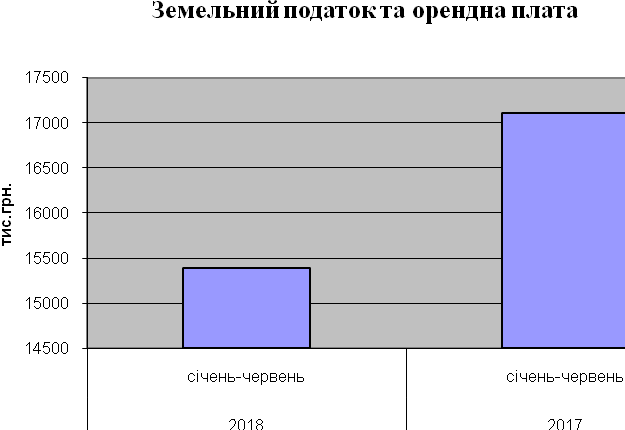 Земельний податок та орендна плата
17500
17000
16500
16000
15500
15000
14500
тис.грн.
січень-червень
січень-червень
2018
2017